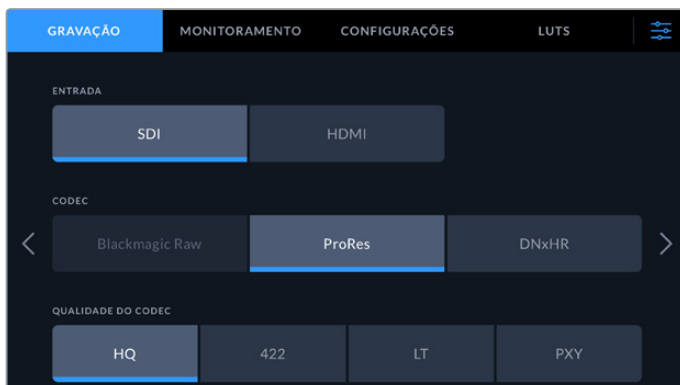 GRAVAÇÃO MONITORAMENTO CONFIGURAÇÕES LUTS
ENTRADA
SDI HDMI
CODEC
Blackmagic Raw ProRes DNxHR
QUALIDADE DO CODEC
HQ 422 LT PXY